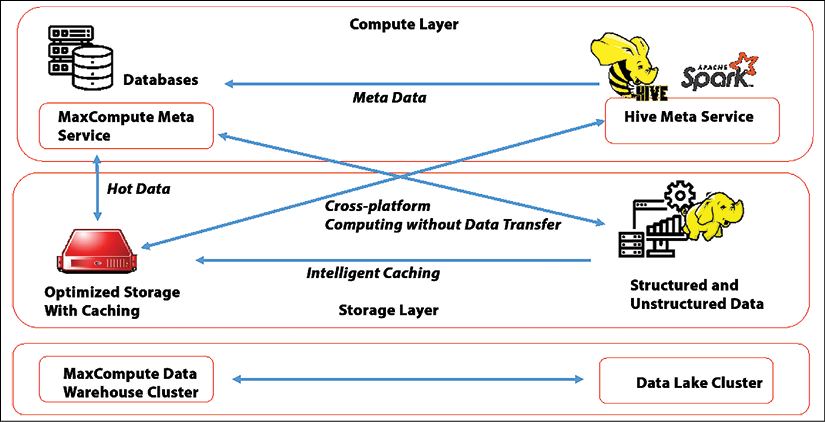 Compute Layer
Databases
Meta Data
HIVE
APACHE
Spark
TM
MaxCompute Meta
Service
Hive Meta Service
Hot Data
Cross-platform
Computing without Data Transfer
Intelligent Caching
Optimized Storage
With Caching
Structured and
Unstructured Data
Storage Layer
MaxCompute Data
Warehouse Cluster
Data Lake Cluster